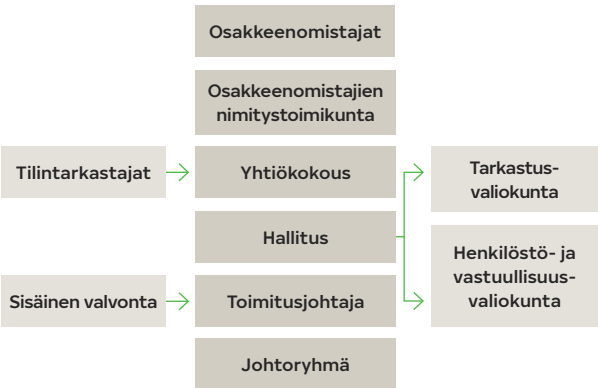 Osakkeenomistajat
Osakkeenomistajien
nimitystoimikunta
Tilintarkastajat
Yhtiökokous
Tarkastus-
valiokunta
Hallitus
Henkilöstö- ja
vastuullisuus-
valiokunta
Sisäinen valvonta
Toimitusjohtaja
Johtoryhmä